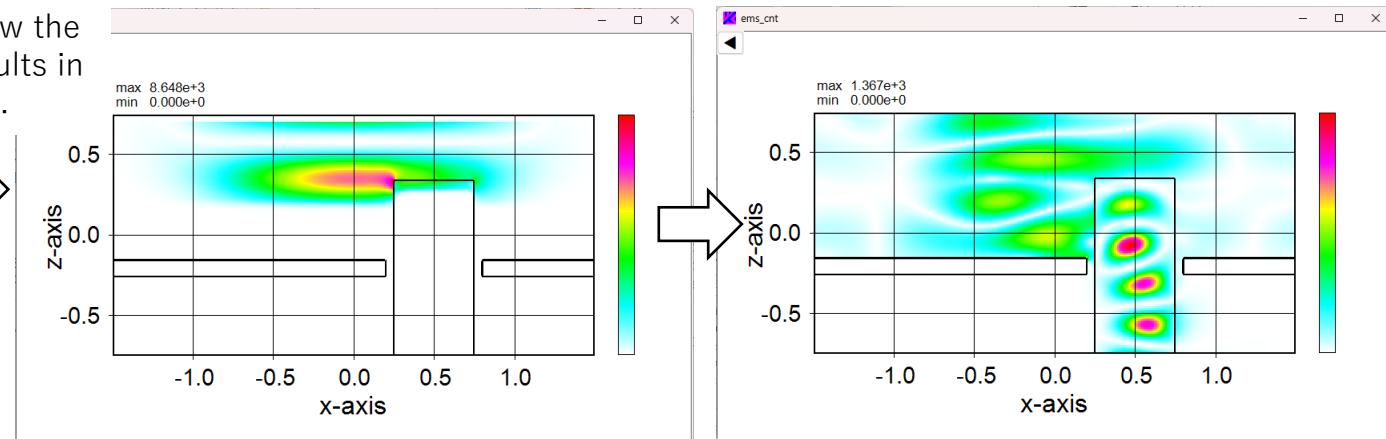 w the
ults in
.
max 8.648e+3
min 0.000e+0
0.5
0.0
-0.5
z-axis
-1.0 -0.5 0.0 0.5 1.0
x-axis
ems_cnt
max 1.367e+3
min 0.000e+0
0.5
0.0
-0.5
z-axis
-1.0 -0.5 0.0 0.5 1.0
x-axis